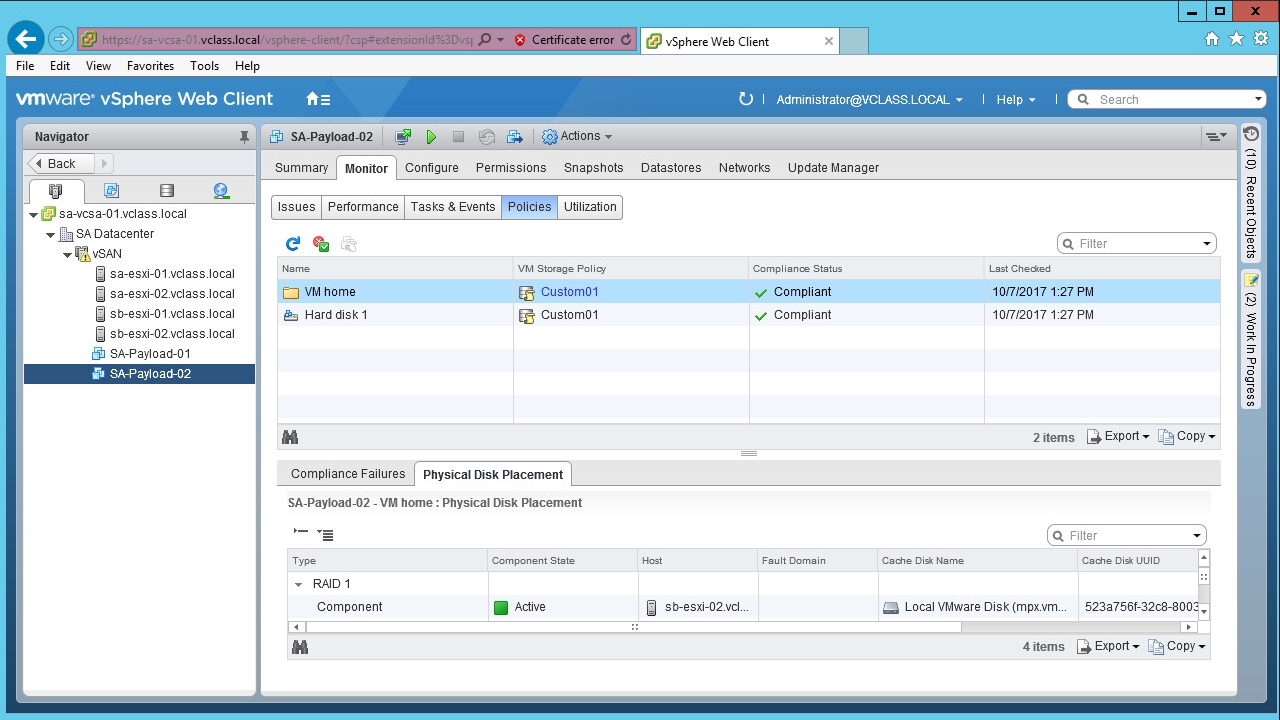 https://sa-vcsa-01.vclass.local/vsphere-client/?csp#extensionId%3Dvs
Certificate error
vSphere Web Client
File Edit View Favorites Tools Help
vmware® vSphere Web Client
Administrator@VCLASS.LOCAL
Help
Search
Navigator
Back
sa-vcsa-01.vclass.local
SA Datacenter
vSAN
sa-esxi-01.vclass.local
sa-esxi-02.vclass.local
sb-esxi-01.vclass.local
sb-esxi-02.vclass.local
SA-Payload-01
SA-Payload-02
SA-Payload-02
Actions
Summary Monitor Configure Permissions Snapshots Datastores Networks Update Manager
Issues Performance Tasks & Events Policies Utilization
Filter
Name VM Storage Policy Compliance Status Last Checked
VM home Custom01 Compliant 10/7/2017 1:27 PM
Hard disk 1 Custom01 Compliant 10/7/2017 1:27 PM
2 items Export Copy
Compliance Failures Physical Disk Placement
SA-Payload-02 - VM home : Physical Disk Placement
Filter
Type Component State Host Fault Domain Cache Disk Name Cache Disk UUID
RAID 1
Component Active sb-esxi-02.vcl... Local VMware Disk (mpx.vm... 523a756f-32c8-8003
4 items Export Copy
(10) Recent Objects
(2) Work In Progress